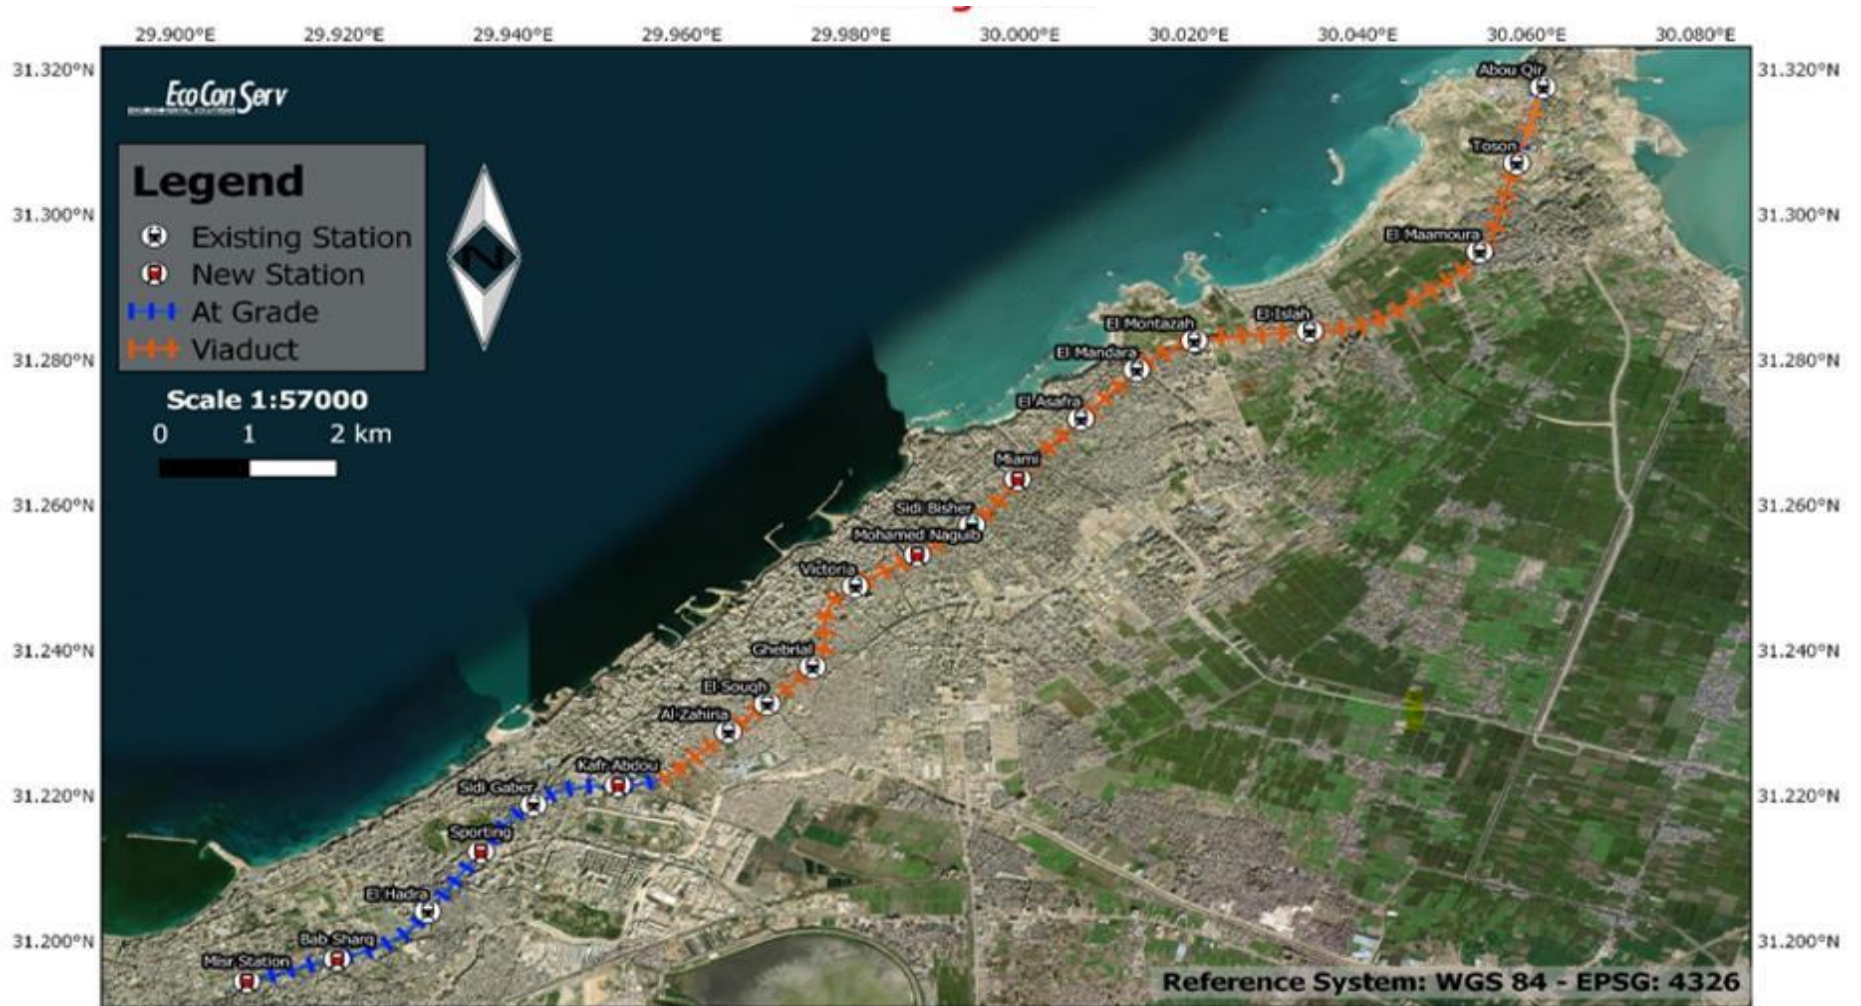 29.900°E 29.920°E 29.940°E 29.960°E 29.980°E 30.000°E 30.020°E 30.040°E 30.060°E 30.080°E
31.320°N
31.320°N
EcoConServ
Abou Qir
Toson
Legend
Existing Station
New Station
At Grade
Viaduct
N
31.300°N
31.300°N
El Maamoura
El Islah
El Montazah
El Mandara
31.280°N
31.280°N
Scale 1:57000
0 1 2 km
El Asafra
Miami
31.260°N
31.260°N
Sidi Bisher
Mohamed Naguib
Victoria
31.240°N
31.240°N
Ghebrial
El Souqh
Al-Zahiria
Kafr Abdou
Sidi Gaber
31.220°N
31.220°N
Sporting
El Hadra
31.200°N
31.200°N
Bab Sharq
Misr Station
Reference System: WGS 84 - EPSG: 4326